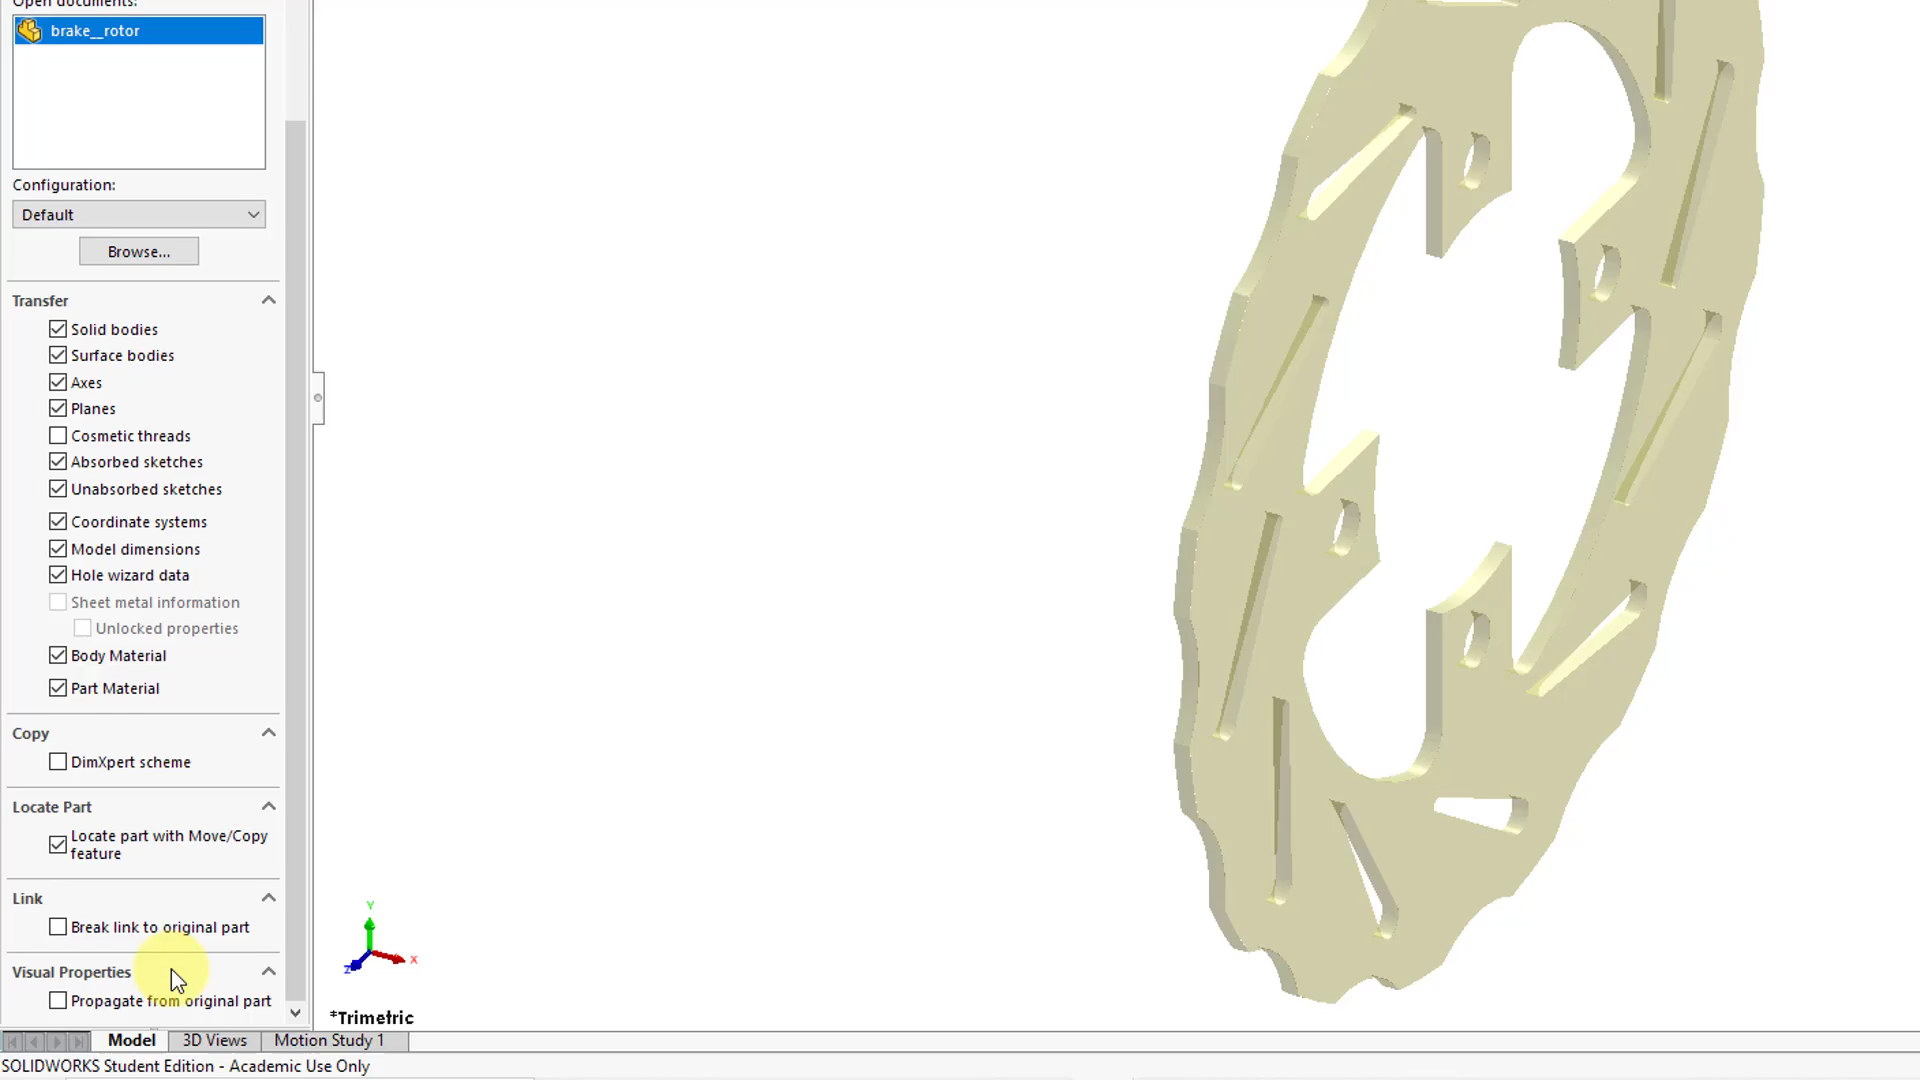 Open documents:
brake__rotor
Configuration:
Default
Browse...
Transfer
Solid bodies
Surface bodies
Axes
Planes
Cosmetic threads
Absorbed sketches
Unabsorbed sketches
Coordinate systems
Model dimensions
Hole wizard data
Sheet metal information
Unlocked properties
Body Material
Part Material
Copy
DimXpert scheme
Locate Part
Locate part with Move/Copy
feature
Link
Break link to original part
Visual Properties
Propagate from original part
Y
X
Z
*Trimetric
Model
3D Views
Motion Study 1
SOLIDWORKS Student Edition - Academic Use Only